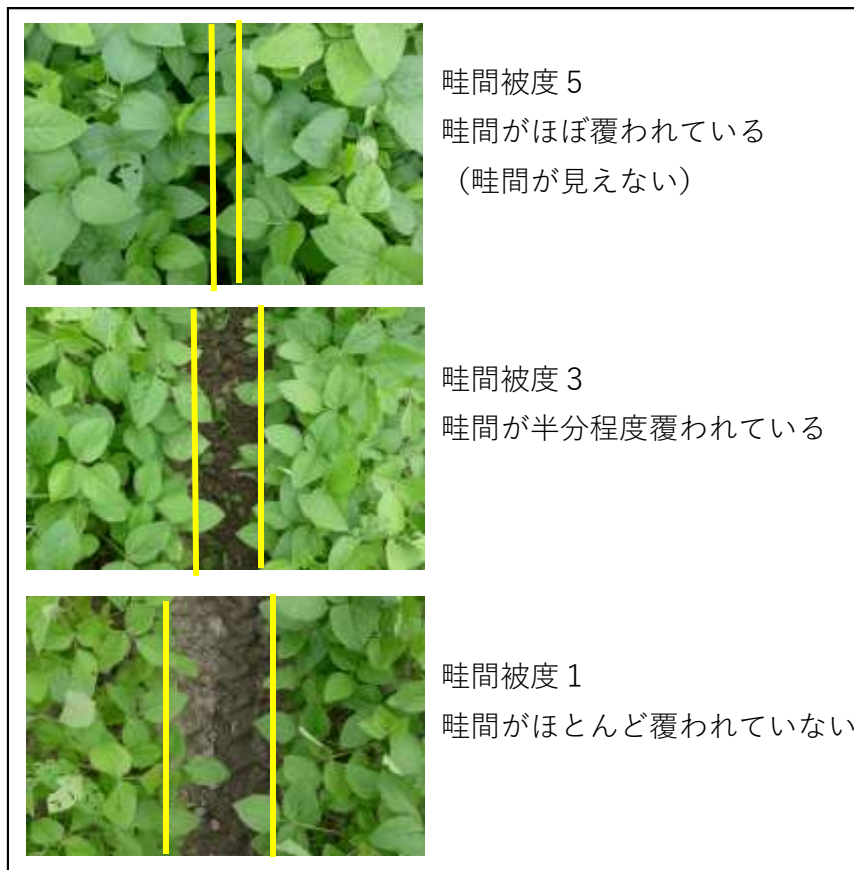 畦間被度５
畦間がほぼ覆われている
（畦間が見えない）
畦間被度３
畦間が半分程度覆われている
畦間被度１
畦間がほとんど覆われていない